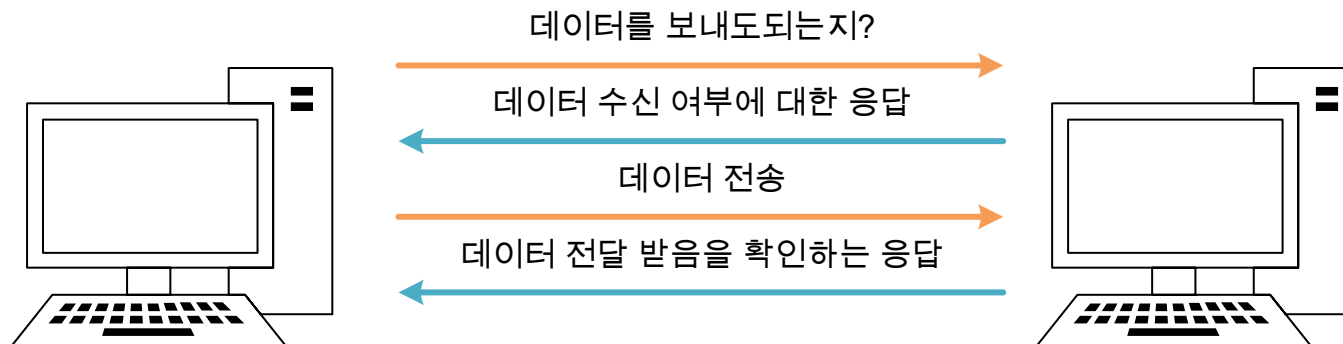 데이터를 보내도되는지?
데이터 수신 여부에 대한 응답
데이터 전송
데이터 전달 받음을 확인하는 응답